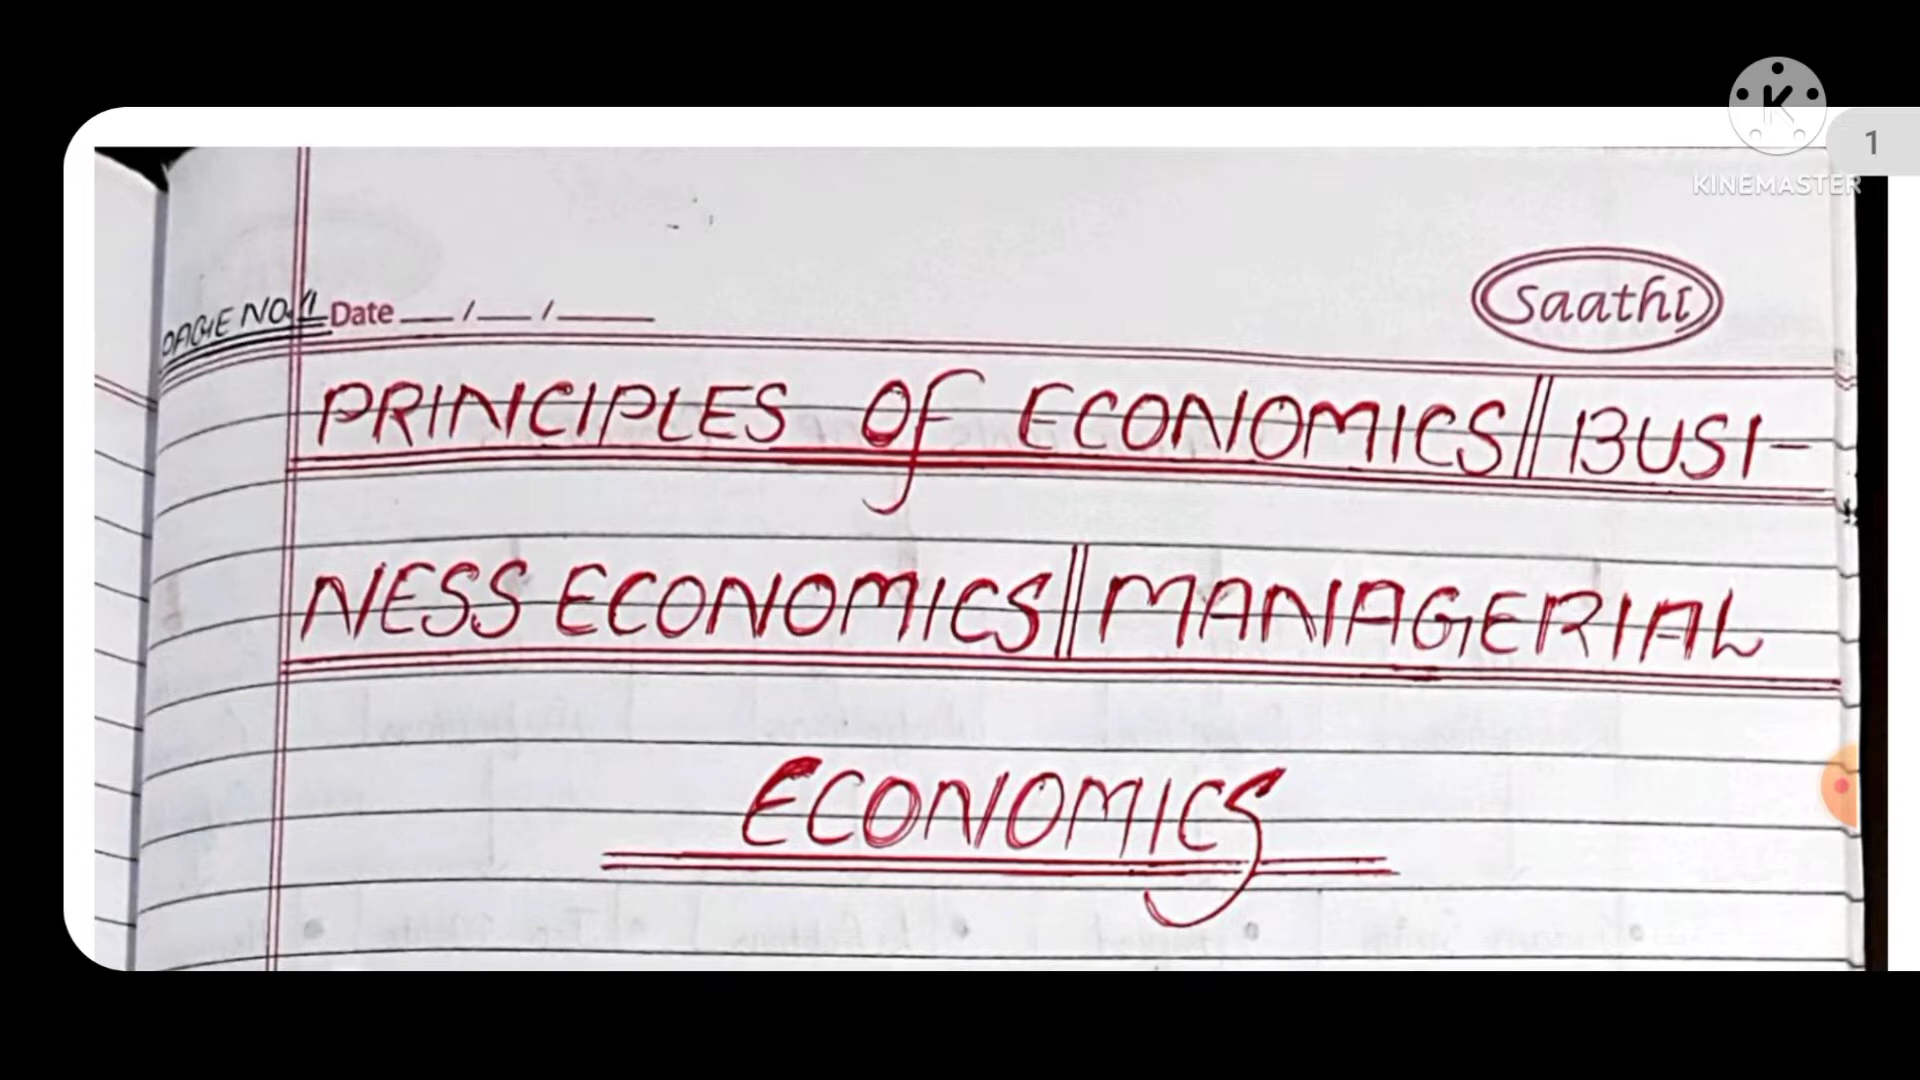 KINEMASTER
1
PAGE NO. 1 Date __/__/____
Saathi
PRINCIPLES OF ECONOMICS || BUSI-
NESS ECONOMICS || MANAGERIAL
ECONOMICS